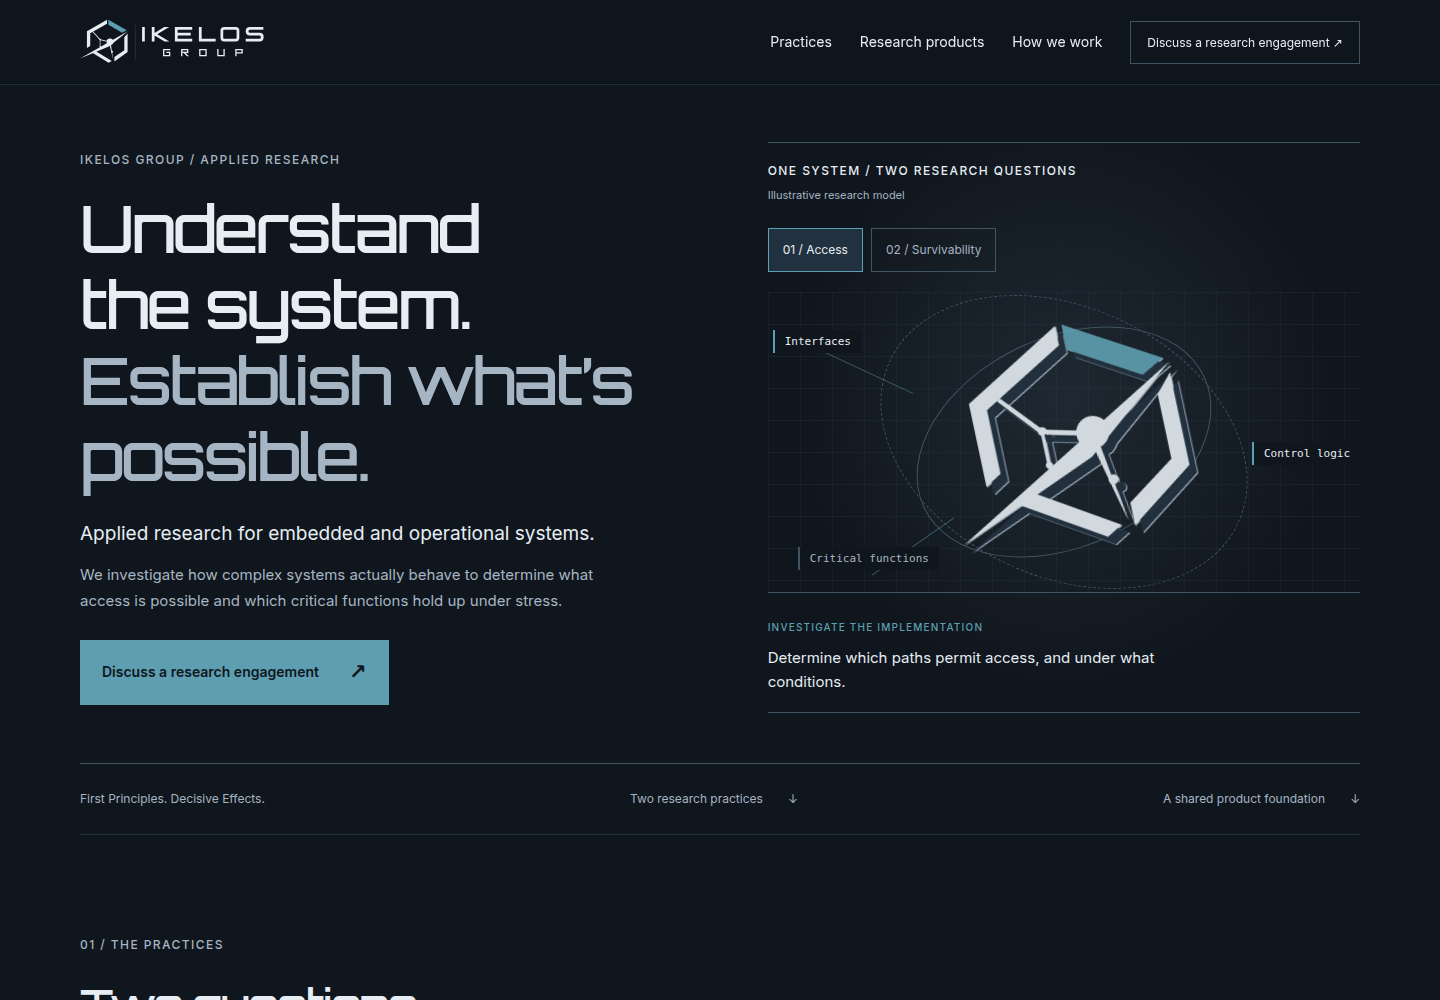 IKELOS
GROUP
Practices
Research products
How we work
Discuss a research engagement ↗
IKELOS GROUP / APPLIED RESEARCH
Understand
the system.
Establish what's
possible.
Applied research for embedded and operational systems.
We investigate how complex systems actually behave to determine what
access is possible and which critical functions hold up under stress.
Discuss a research engagement ↗
ONE SYSTEM / TWO RESEARCH QUESTIONS
Illustrative research model
01 / Access
02 / Survivability
Interfaces
Control logic
Critical functions
INVESTIGATE THE IMPLEMENTATION
Determine which paths permit access, and under what
conditions.
First Principles. Decisive Effects.
Two research practices ↓
A shared product foundation ↓
01 / THE PRACTICES
Two questions